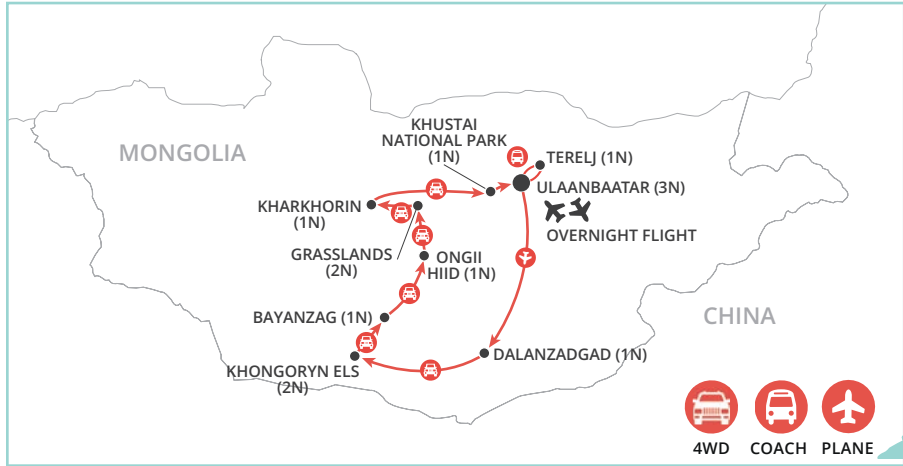 KHUSTAI
NATIONAL PARK
(1N)
MONGOLIA
TERELJ (1N)
ULAANBAATAR (3N)
KHARKHORIN
(1N)
OVERNIGHT FLIGHT
GRASSLANDS
(2N)
ONGII
HIID (1N)
BAYANZAG (1N)
CHINA
DALANZADGAD (1N)
KHONGORYN ELS
(2N)
4WD
COACH
PLANE